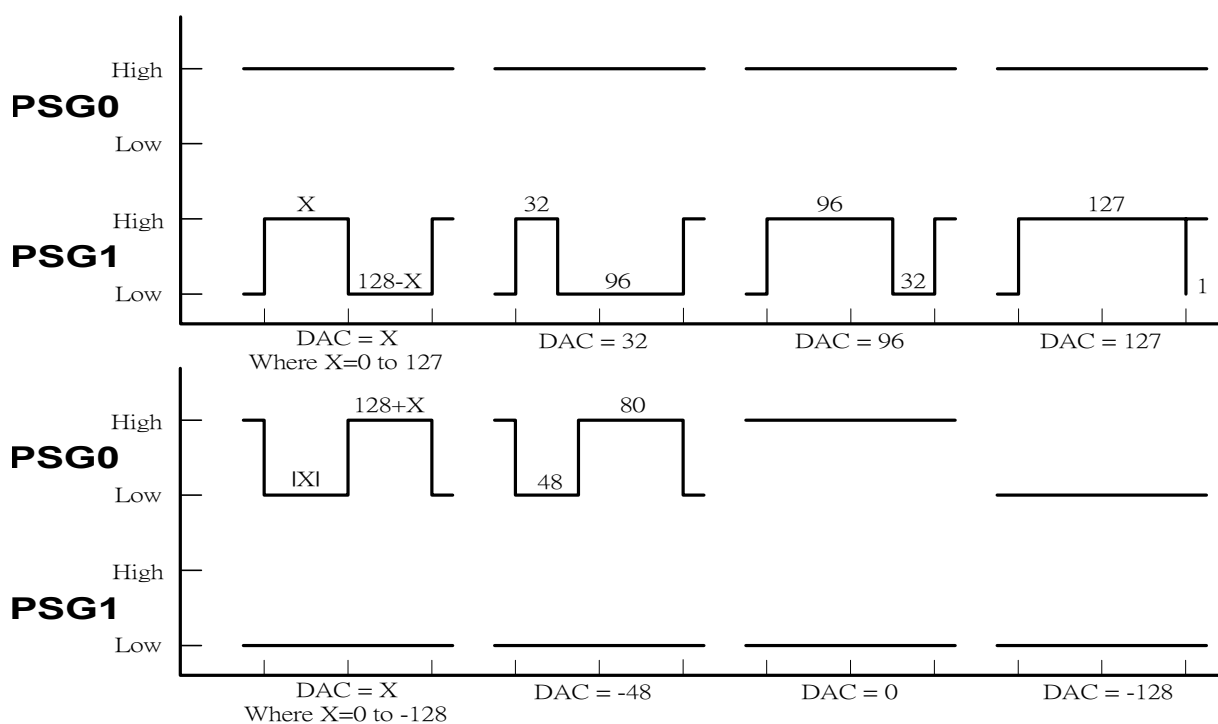 High
PSG0
Low
High
X
32
96
127
PSG1
128-X
96
32
1
Low
DAC = X
Where X=0 to 127
DAC = 32
DAC = 96
DAC = 127
High
128+X
80
PSG0
|X|
48
Low
High
PSG1
Low
DAC = X
Where X=0 to -128
DAC = -48
DAC = 0
DAC = -128